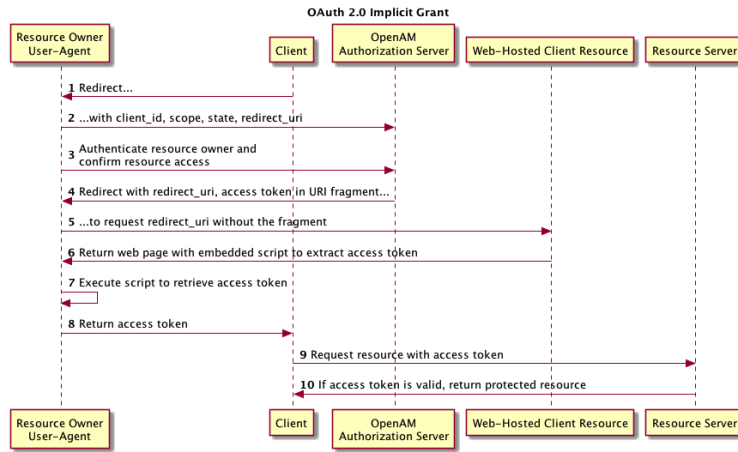 OAuth 2.0 Implicit Grant
Resource Owner
User-Agent
Client
OpenAM
Authorization Server
Web-Hosted Client Resource
Resource Server
1 Redirect...
2 ...with client_id, scope, state, redirect_uri
3 Authenticate resource owner and
confirm resource access
4 Redirect with redirect_uri, access token in URI fragment...
5 ...to request redirect_uri without the fragment
6 Return web page with embedded script to extract access token
7 Execute script to retrieve access token
8 Return access token
9 Request resource with access token
10 If access token is valid, return protected resource
Resource Owner
User-Agent
Client
OpenAM
Authorization Server
Web-Hosted Client Resource
Resource Server